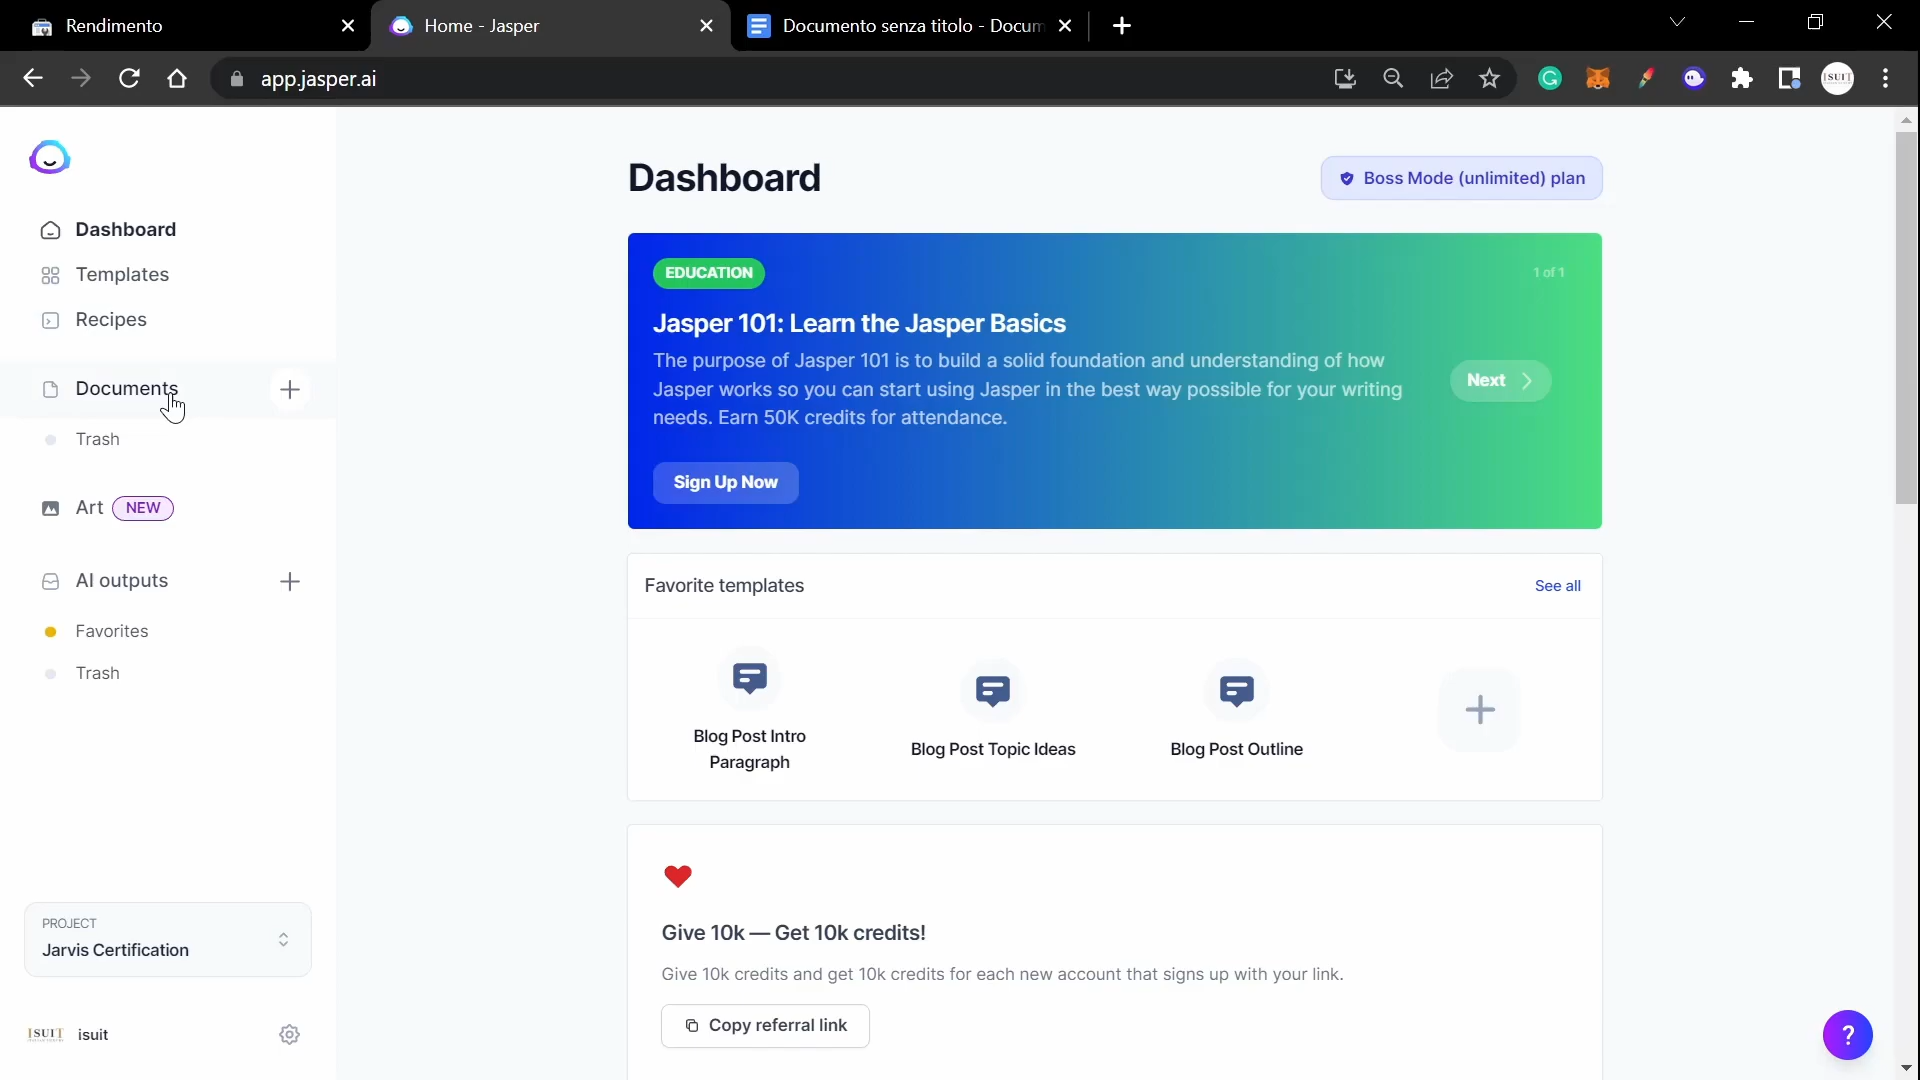 Rendimento
Home - Jasper
Documento senza titolo - Docum
app.jasper.ai
ISUIT
Dashboard
Templates
Recipes
Documents
Trash
Art NEW
AI outputs
Favorites
Trash
PROJECT
Jarvis Certification
ISUIT
isuit
Dashboard
Boss Mode (unlimited) plan
EDUCATION
1 of 1
Jasper 101: Learn the Jasper Basics
The purpose of Jasper 101 is to build a solid foundation and understanding of how
Jasper works so you can start using Jasper in the best way possible for your writing
needs. Earn 50K credits for attendance.
Next
Sign Up Now
Favorite templates
See all
Blog Post Intro
Paragraph
Blog Post Topic Ideas
Blog Post Outline
Give 10k — Get 10k credits!
Give 10k credits and get 10k credits for each new account that signs up with your link.
Copy referral link
?